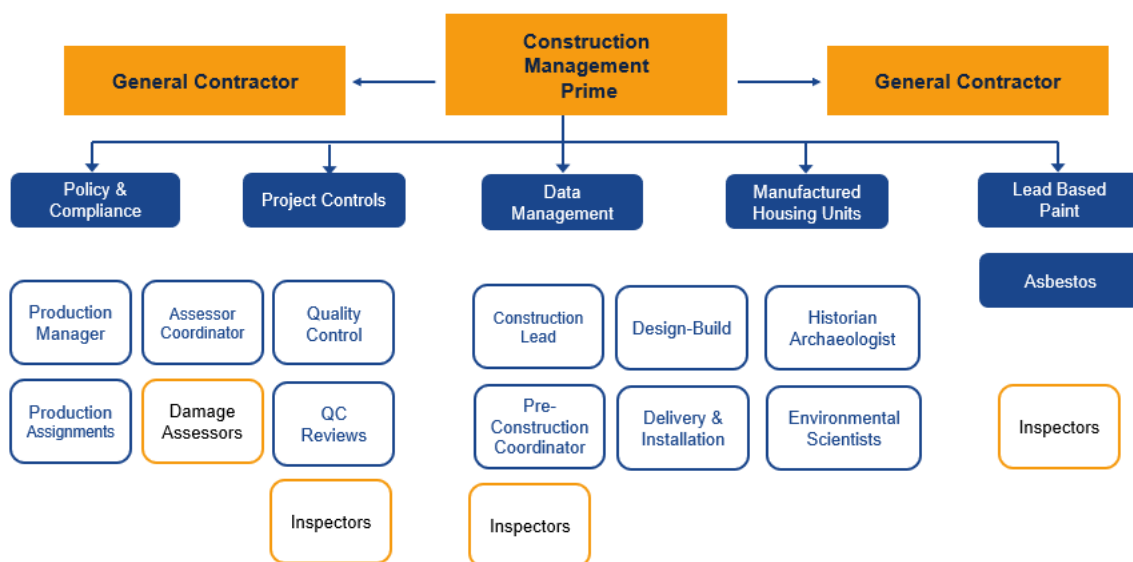 Construction
Management
Prime
General Contractor
General Contractor
Policy &
Compliance
Project Controls
Data
Management
Manufactured
Housing Units
Lead Based
Paint
Asbestos
Production
Manager
Assessor
Coordinator
Quality
Control
Construction
Lead
Design-Build
Historian
Archaeologist
Production
Assignments
Damage
Assessors
QC
Reviews
Pre-
Construction
Coordinator
Delivery &
Installation
Environmental
Scientists
Inspectors
Inspectors
Inspectors